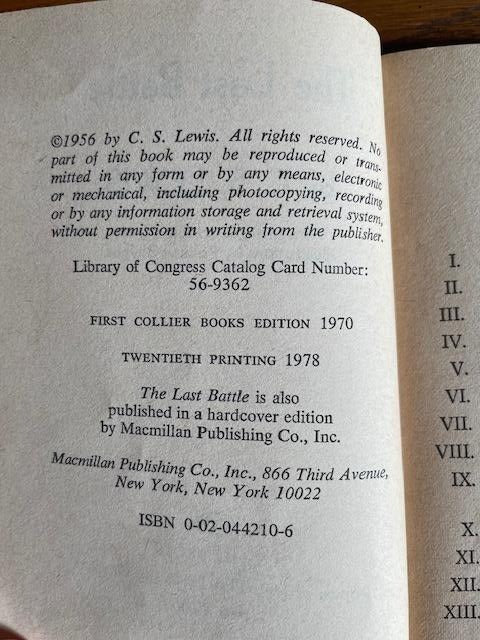 ©1956 by C. S. Lewis. All rights reserved. No
part of this book may be reproduced or trans-
mitted in any form or by any means, electronic
or mechanical, including photocopying, recording
or by any information storage and retrieval system,
without permission in writing from the publisher.
Library of Congress Catalog Card Number:
56-9362
FIRST COLLIER BOOKS EDITION 1970
TWENTIETH PRINTING 1978
The Last Battle is also
published in a hardcover edition
by Macmillan Publishing Co., Inc.
Macmillan Publishing Co., Inc., 866 Third Avenue,
New York, New York 10022
ISBN 0-02-044210-6
I.
II.
III.
IV.
V.
VI.
VII.
VIII.
IX.
X.
XI.
XII.
XIII.